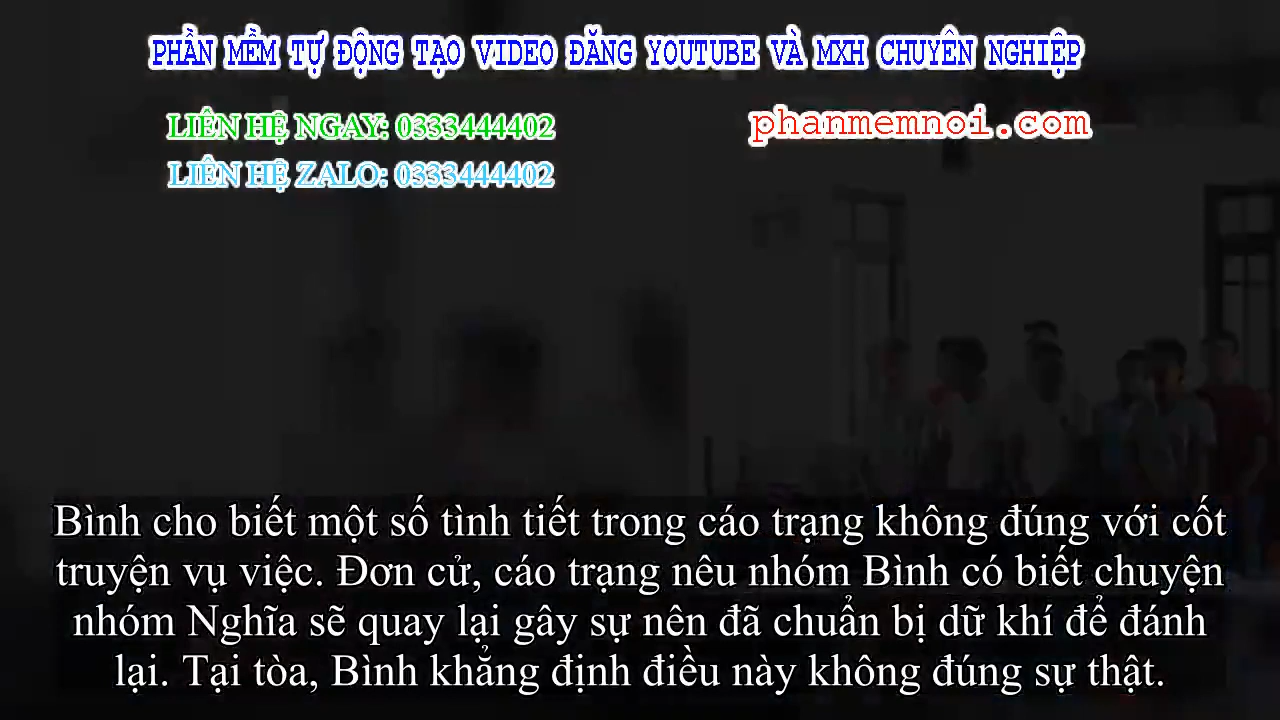 PHẦN MỀM TỰ ĐỘNG TẠO VIDEO ĐĂNG YOUTUBE VÀ MXH CHUYÊN NGHIỆP
LIÊN HỆ NGAY: 0333444402
phanmemnoi.com
LIÊN HỆ ZALO: 0333444402
Bình cho biết một số tình tiết trong cáo trạng không đúng với cốt
truyện vụ việc. Đơn cử, cáo trạng nêu nhóm Bình có biết chuyện
nhóm Nghĩa sẽ quay lại gây sự nên đã chuẩn bị dữ khí để đánh
lại. Tại tòa, Bình khẳng định điều này không đúng sự thật.